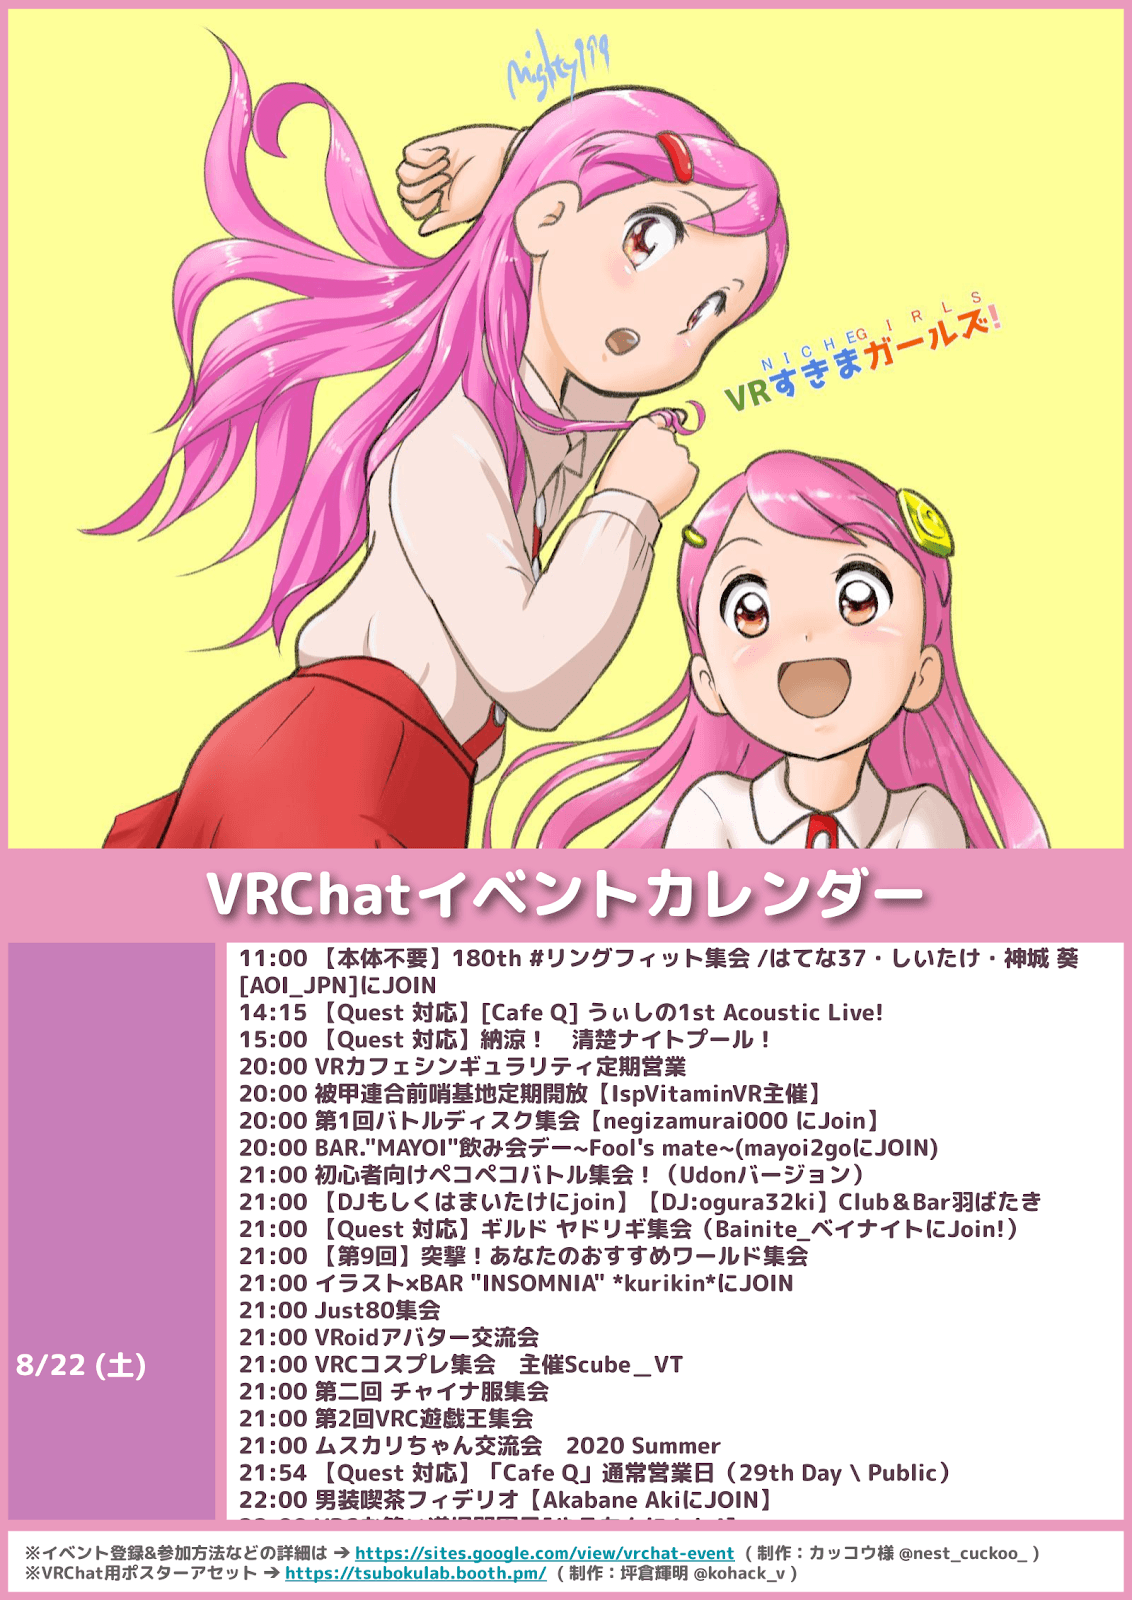 Mighty999
NICHE GIRLS
VRすきまガールズ!
VRChatイベントカレンダー
8/22 (土)
11:00 【本体不要】180th #リングフィット集会 /はてな37・しいたけ・神城 葵
[AOI_JPN]にJOIN
14:15 【Quest 対応】[Cafe Q] うぃしの1st Acoustic Live!
15:00 【Quest 対応】納涼！　清楚ナイトプール！
20:00 VRカフェシンギュラリティ定期営業
20:00 被甲連合前哨基地定期開放【IspVitaminVR主催】
20:00 第1回バトルディスク集会【negizamurai000 にJoin】
20:00 BAR."MAYOI"飲み会デー~Fool's mate~(mayoi2goにJOIN)
21:00 初心者向けペコペコバトル集会！（Udonバージョン）
21:00 【DJもしくはまいたけにjoin】【DJ:ogura32ki】Club＆Bar羽ばたき
21:00 【Quest 対応】ギルド ヤドリギ集会（Bainite_ベイナイトにJoin!）
21:00 【第9回】突撃！あなたのおすすめワールド集会
21:00 イラスト×BAR "INSOMNIA" *kurikin*にJOIN
21:00 Just80集会
21:00 VRoidアバター交流会
21:00 VRCコスプレ集会　主催Scube＿VT
21:00 第二回 チャイナ服集会
21:00 第2回VRC遊戯王集会
21:00 ムスカリちゃん交流会　2020 Summer
21:54 【Quest 対応】「Cafe Q」通常営業日（29th Day \ Public）
22:00 男装喫茶フィデリオ【Akabane AkiにJOIN】
※イベント登録&参加方法などの詳細は ➔ https://sites.google.com/view/vrchat-event （ 制作：カッコウ様 @nest_cuckoo_ ）
※VRChat用ポスターアセット ➔ https://tsubokulab.booth.pm/ （ 制作：坪倉輝明 @kohack_v ）